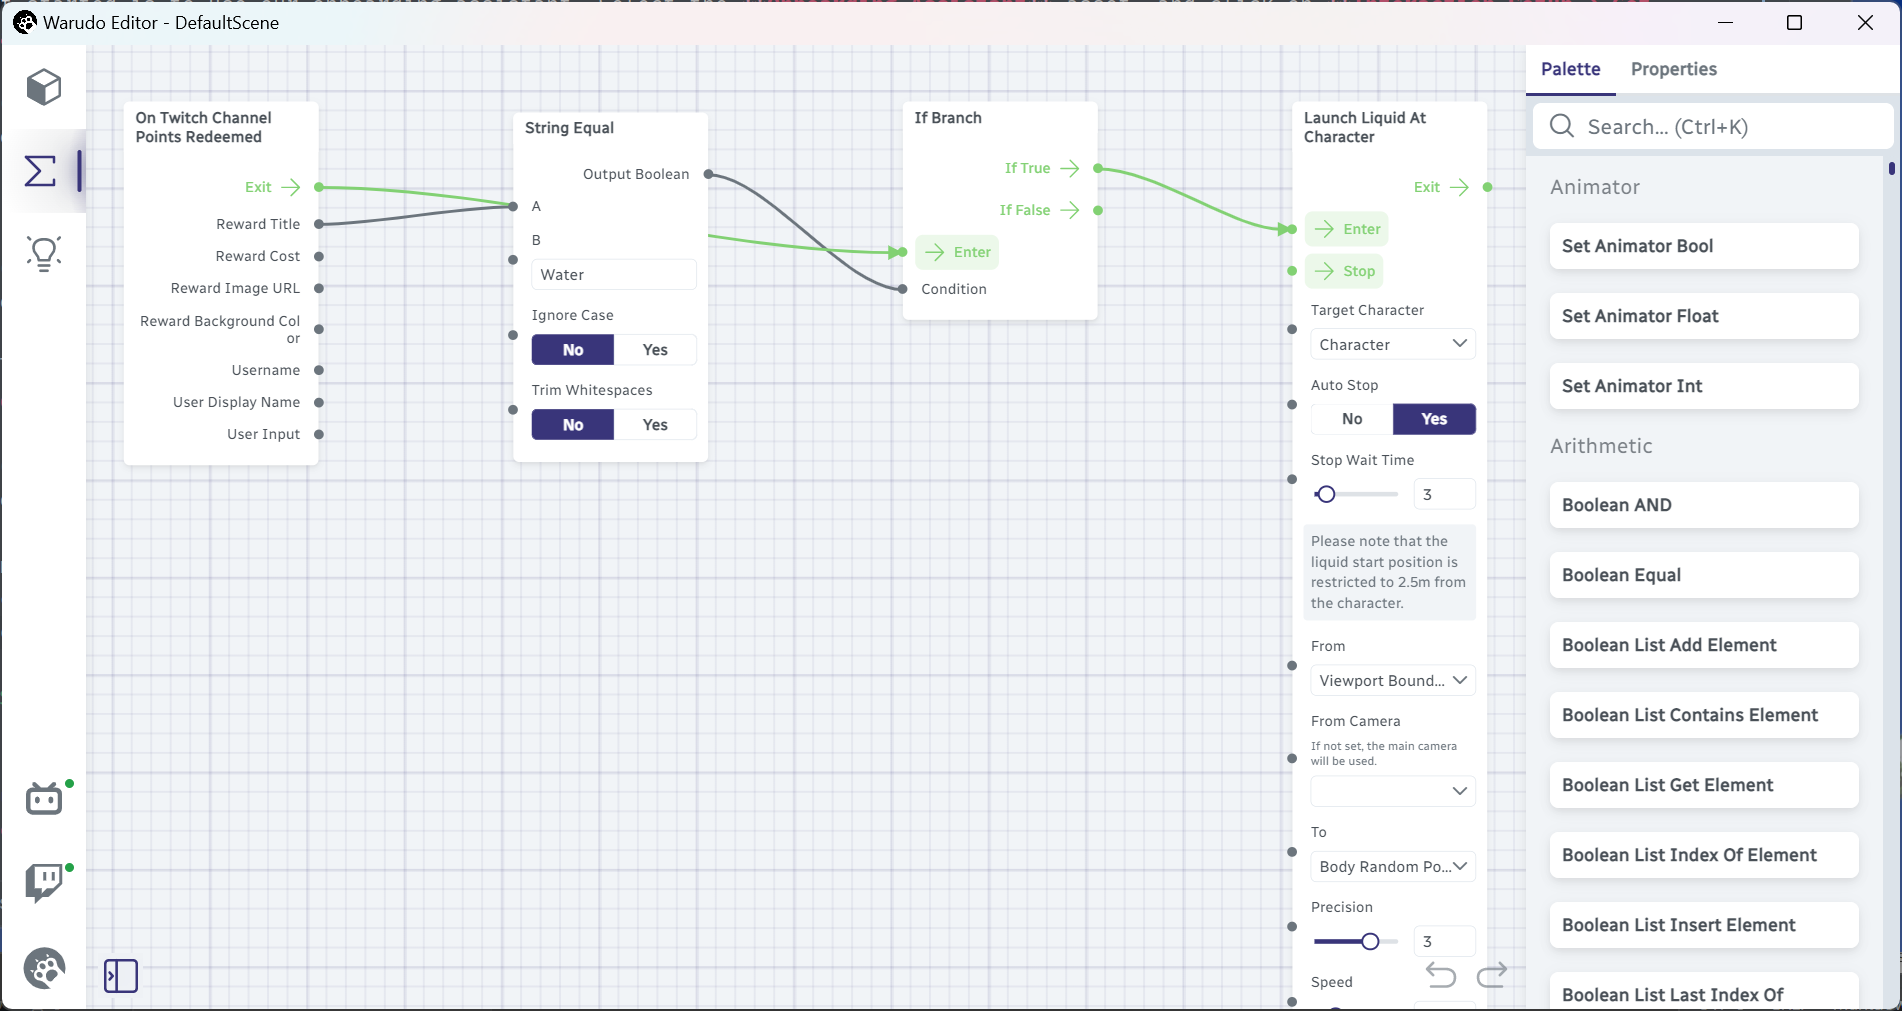 Warudo Editor - DefaultScene
On Twitch Channel
Points Redeemed
Exit
Reward Title
Reward Cost
Reward Image URL
Reward Background Col
or
Username
User Display Name
User Input
String Equal
Output Boolean
A
B
Water
Ignore Case
No Yes
Trim Whitespaces
No Yes
If Branch
If True
If False
Enter
Condition
Launch Liquid At
Character
Exit
Enter
Stop
Target Character
Character
Auto Stop
No Yes
Stop Wait Time
3
Please note that the
liquid start position is
restricted to 2.5m from
the character.
From
Viewport Bound...
From Camera
If not set, the main camera
will be used.
To
Body Random Po...
Precision
3
Speed
Palette Properties
Search... (Ctrl+K)
Animator
Set Animator Bool
Set Animator Float
Set Animator Int
Arithmetic
Boolean AND
Boolean Equal
Boolean List Add Element
Boolean List Contains Element
Boolean List Get Element
Boolean List Index Of Element
Boolean List Insert Element
Boolean List Last Index Of